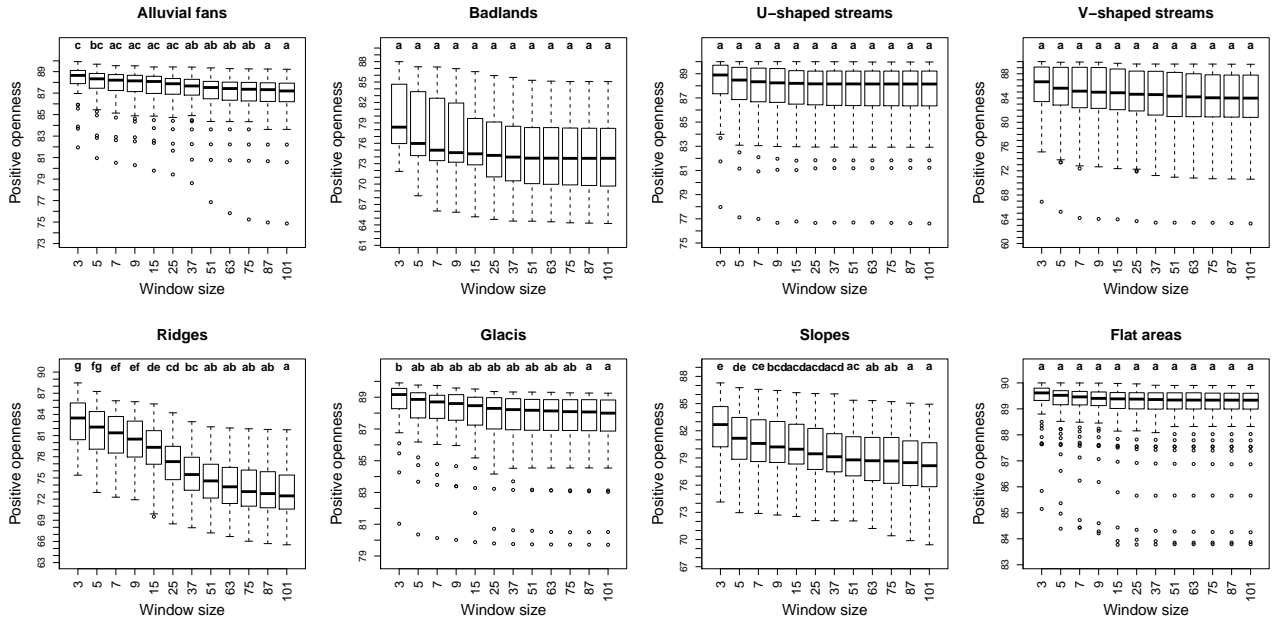 Alluvial fans
c bc ac ac ac ac ab ab ab ab a a
Positive openness
89
87
85
83
81
79
77
75
73
3 5 7 9 15 25 37 51 63 75 87 101
Window size
Badlands
a a a a a a a a a a a a
Positive openness
88
85
82
79
76
73
70
67
64
61
3 5 7 9 15 25 37 51 63 75 87 101
Window size
U−shaped streams
a a a a a a a a a a a a
Positive openness
89
87
85
83
81
79
77
75
3 5 7 9 15 25 37 51 63 75 87 101
Window size
V−shaped streams
a a a a a a a a a a a a
Positive openness
88
84
80
76
72
68
64
60
3 5 7 9 15 25 37 51 63 75 87 101
Window size
Ridges
g fg ef ef de cd bc ab ab ab ab a
Positive openness
90
87
84
81
78
75
72
69
66
63
3 5 7 9 15 25 37 51 63 75 87 101
Window size
Glacis
b ab ab ab ab ab ab ab ab ab ab a
Positive openness
89
87
85
83
81
79
3 5 7 9 15 25 37 51 63 75 87 101
Window size
Slopes
e de ce bcd acd acd acd ac ab ab a a
Positive openness
88
85
82
79
76
73
70
67
3 5 7 9 15 25 37 51 63 75 87 101
Window size
Flat areas
a a a a a a a a a a a a
Positive openness
90
89
88
87
86
85
84
83
3 5 7 9 15 25 37 51 63 75 87 101
Window size